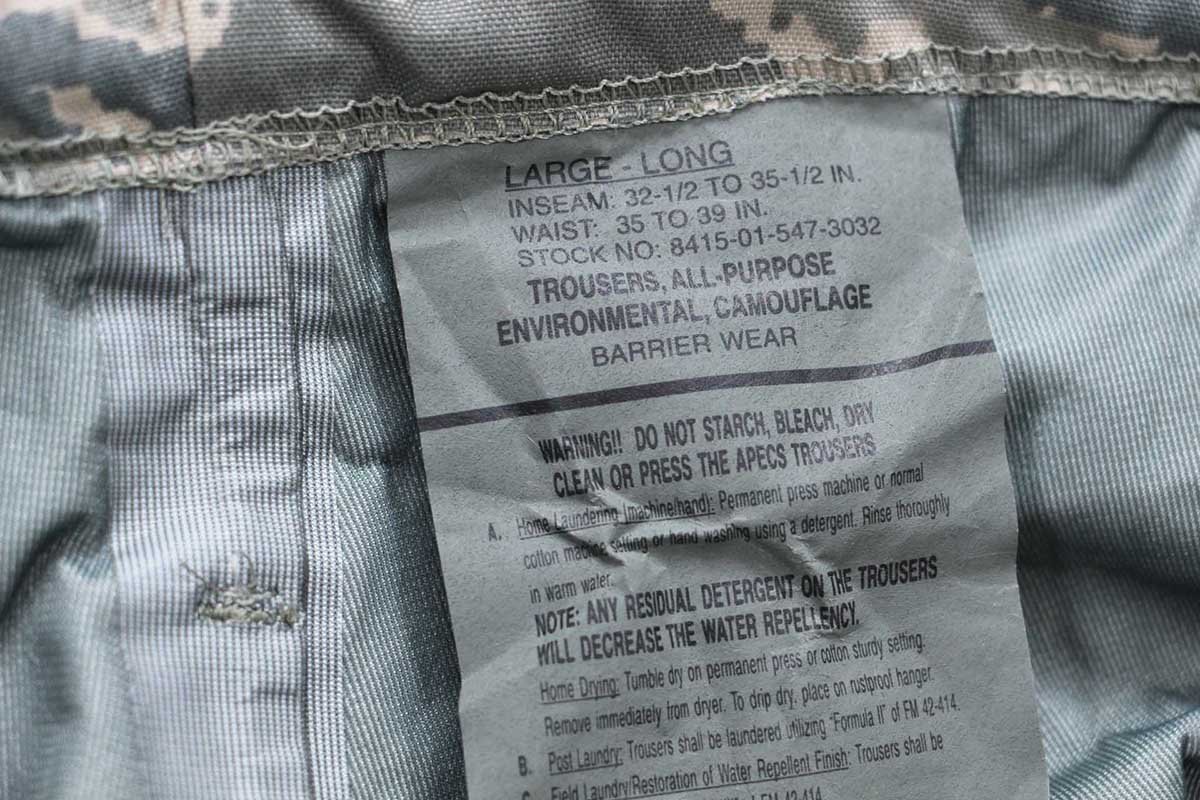 LARGE - LONG
INSEAM: 32-1/2 TO 35-1/2 IN.
WAIST: 35 TO 39 IN.
STOCK NO: 8415-01-547-3032
TROUSERS, ALL-PURPOSE
ENVIRONMENTAL, CAMOUFLAGE
BARRIER WEAR
WARNING!! DO NOT STARCH, BLEACH, DRY
CLEAN OR PRESS THE APECS TROUSERS
A. Home Laundering (machine/hand): Permanent press machine or normal
cotton machine setting or hand washing using a detergent. Rinse thoroughly
in warm water.
NOTE: ANY RESIDUAL DETERGENT ON THE TROUSERS
WILL DECREASE THE WATER REPELLENCY.
Home Drying: Tumble dry on permanent press or cotton sturdy setting.
Remove immediately from dryer. To drip dry, place on rustproof hanger.
B. Post Laundry: Trousers shall be laundered utilizing "Formula II" of FM 42-414.
C. Field Laundry/Restoration of Water Repellent Finish: Trousers shall be
of FM 42-414